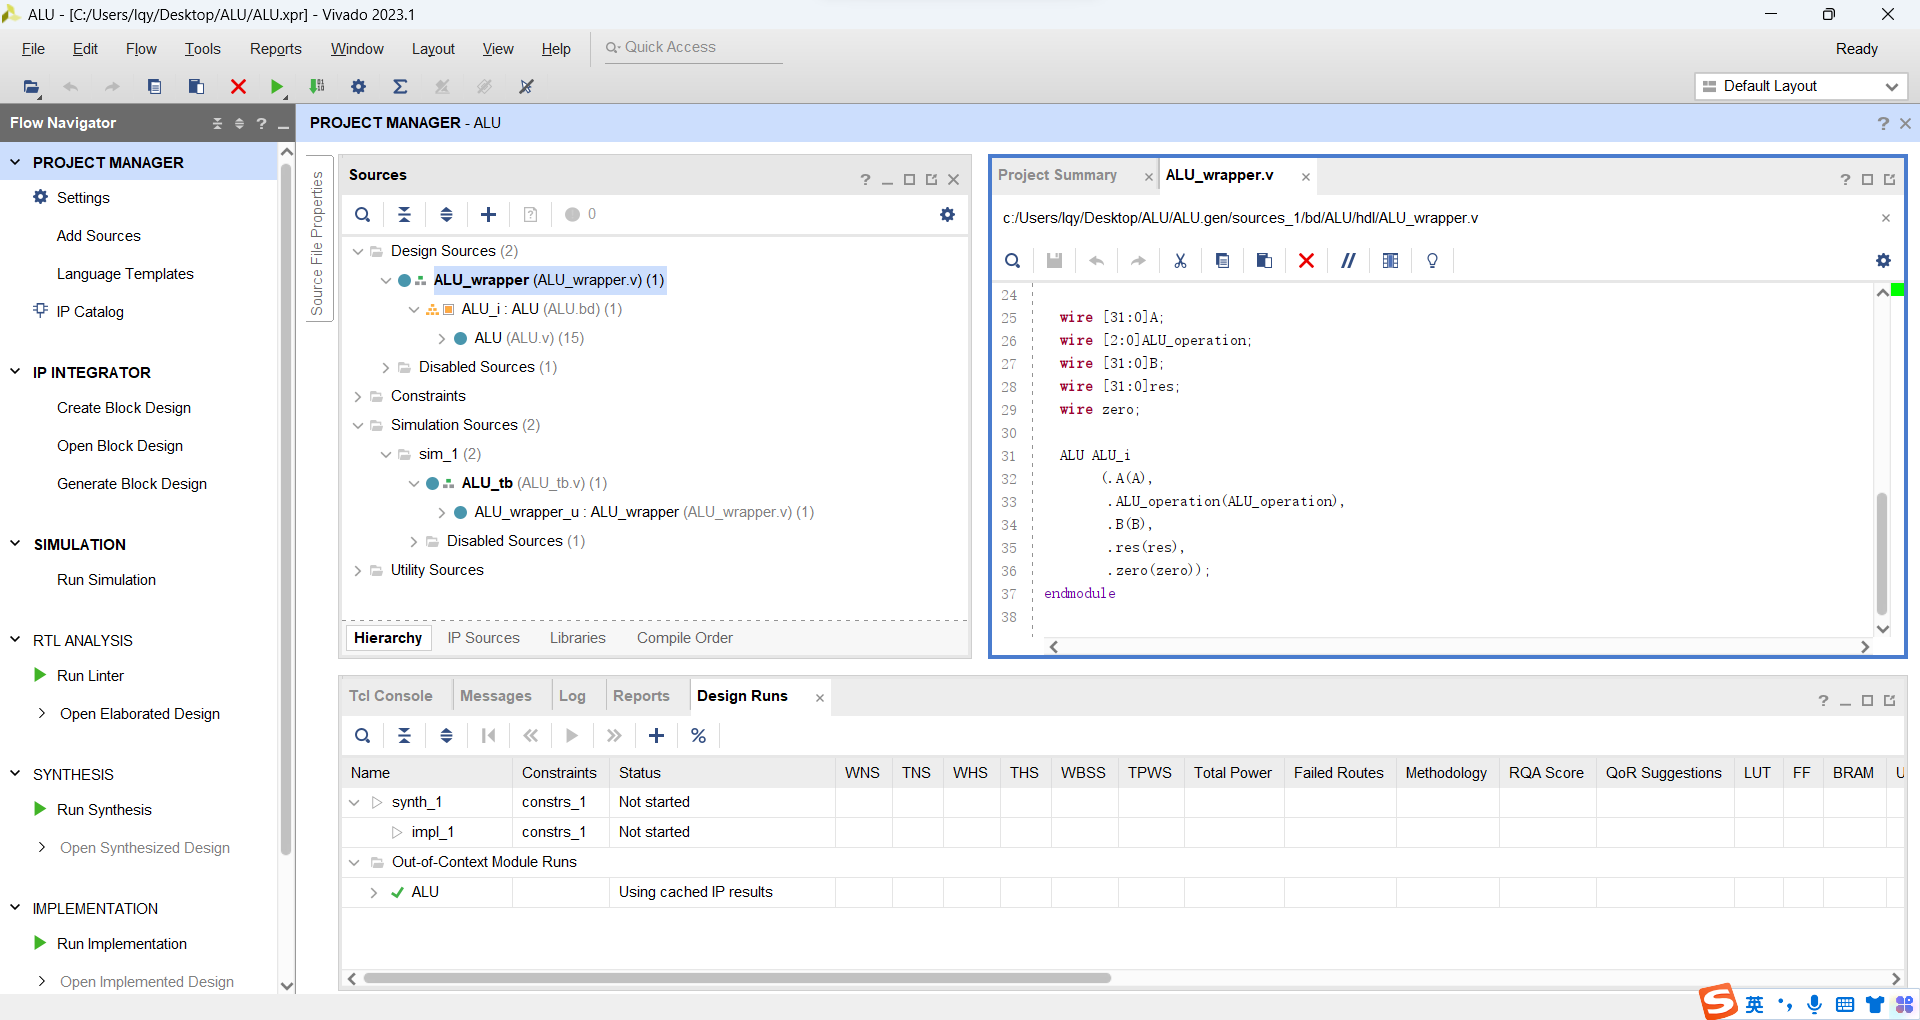 ALU - [C:/Users/lqy/Desktop/ALU/ALU.xpr] - Vivado 2023.1
File Edit Flow Tools Reports Window Layout View Help Quick Access Ready
Default Layout
Flow Navigator
PROJECT MANAGER
Settings
Add Sources
Language Templates
IP Catalog
IP INTEGRATOR
Create Block Design
Open Block Design
Generate Block Design
SIMULATION
Run Simulation
RTL ANALYSIS
Run Linter
Open Elaborated Design
SYNTHESIS
Run Synthesis
Open Synthesized Design
IMPLEMENTATION
Run Implementation
Open Implemented Design
PROJECT MANAGER - ALU
Source File Properties
Sources
0
Design Sources (2)
ALU_wrapper (ALU_wrapper.v) (1)
ALU_i : ALU (ALU.bd) (1)
ALU (ALU.v) (15)
Disabled Sources (1)
Constraints
Simulation Sources (2)
sim_1 (2)
ALU_tb (ALU_tb.v) (1)
ALU_wrapper_u : ALU_wrapper (ALU_wrapper.v) (1)
Disabled Sources (1)
Utility Sources
Hierarchy IP Sources Libraries Compile Order
Project Summary ALU_wrapper.v
c:/Users/lqy/Desktop/ALU/ALU.gen/sources_1/bd/ALU/hdl/ALU_wrapper.v
24
25 wire [31:0]A;
26 wire [2:0]ALU_operation;
27 wire [31:0]B;
28 wire [31:0]res;
29 wire zero;
30
31 ALU ALU_i
32 (.A(A),
33 .ALU_operation(ALU_operation),
34 .B(B),
35 .res(res),
36 .zero(zero));
37 endmodule
38
Tcl Console Messages Log Reports Design Runs
Name Constraints Status WNS TNS WHS THS WBSS TPWS Total Power Failed Routes Methodology RQA Score QoR Suggestions LUT FF BRAM U
synth_1 constrs_1 Not started
impl_1 constrs_1 Not started
Out-of-Context Module Runs
ALU Using cached IP results
英